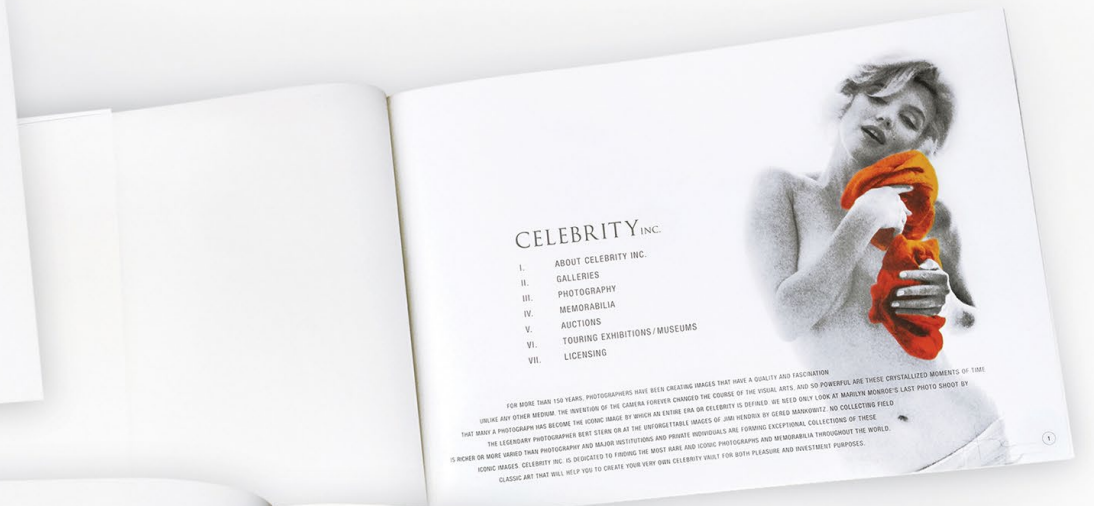 CELEBRITY INC.
I. ABOUT CELEBRITY INC.
II. GALLERIES
III. PHOTOGRAPHY
IV. MEMORABILIA
V. AUCTIONS
VI. TOURING EXHIBITIONS/MUSEUMS
VII. LICENSING
FOR MORE THAN 150 YEARS, PHOTOGRAPHERS HAVE BEEN CREATING IMAGES THAT HAVE A QUALITY AND FASCINATION
UNLIKE ANY OTHER MEDIUM. THE INVENTION OF THE CAMERA FOREVER CHANGED THE COURSE OF THE VISUAL ARTS, AND SO POWERFUL ARE THESE CRYSTALLIZED MOMENTS OF TIME
THAT MANY A PHOTOGRAPH HAS BECOME THE ICONIC IMAGE BY WHICH AN ENTIRE ERA OR CELEBRITY IS DEFINED. WE NEED ONLY LOOK AT MARILYN MONROE'S LAST PHOTO SHOOT BY
THE LEGENDARY PHOTOGRAPHER BERT STERN OR AT THE UNFORGETTABLE IMAGES OF JIMI HENDRIX BY GERED MANKOWITZ. NO COLLECTING FIELD
IS RICHER OR MORE VARIED THAN PHOTOGRAPHY AND MAJOR INSTITUTIONS AND PRIVATE INDIVIDUALS ARE FORMING EXCEPTIONAL COLLECTIONS OF THESE
ICONIC IMAGES. CELEBRITY INC. IS DEDICATED TO FINDING THE MOST RARE AND ICONIC PHOTOGRAPHS AND MEMORABILIA THROUGHOUT THE WORLD.
CLASSIC ART THAT WILL HELP YOU TO CREATE YOUR VERY OWN CELEBRITY VAULT FOR BOTH PLEASURE AND INVESTMENT PURPOSES.
1